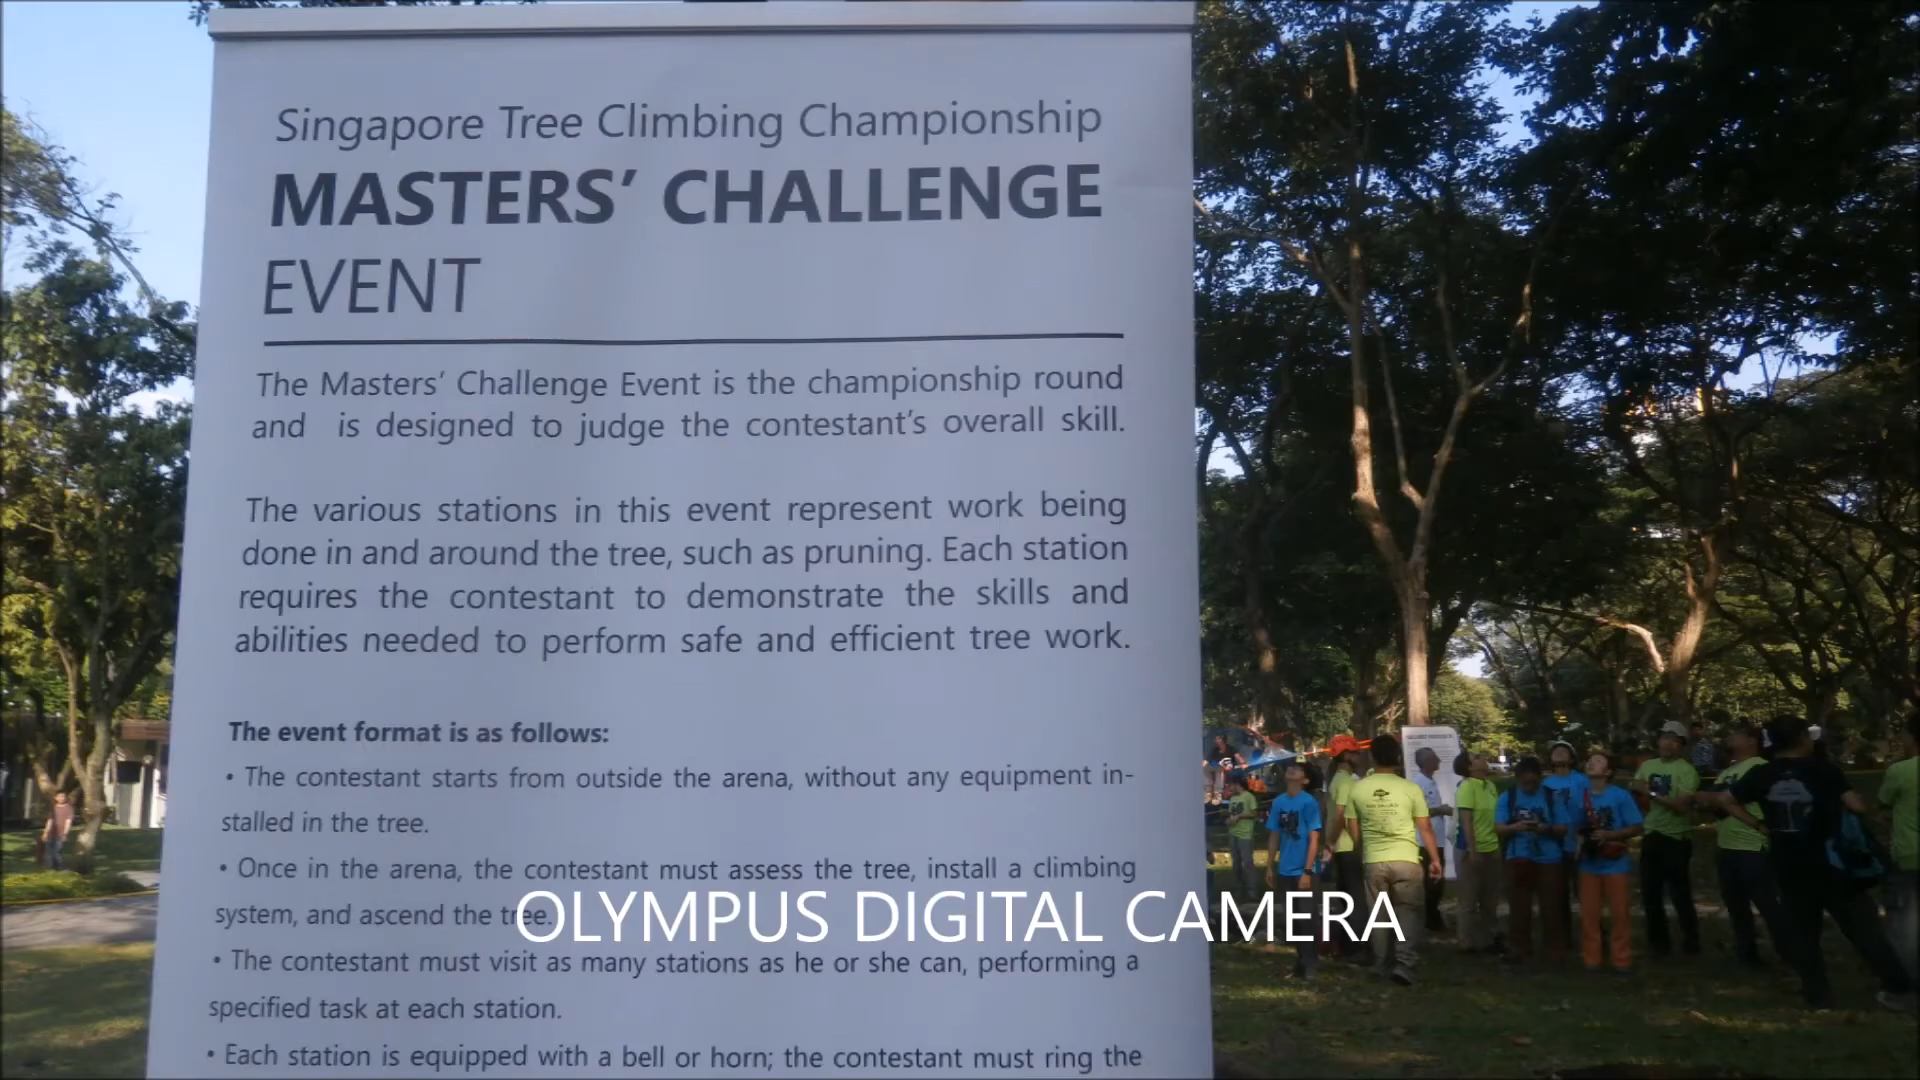 Singapore Tree Climbing Championship
MASTERS’ CHALLENGE
EVENT
The Masters’ Challenge Event is the championship round
and is designed to judge the contestant’s overall skill.
The various stations in this event represent work being
done in and around the tree, such as pruning. Each station
requires the contestant to demonstrate the skills and
abilities needed to perform safe and efficient tree work.
The event format is as follows:
• The contestant starts from outside the arena, without any equipment in-
stalled in the tree.
• Once in the arena, the contestant must assess the tree, install a climbing
system, and ascend the tree.
OLYMPUS DIGITAL CAMERA
• The contestant must visit as many stations as he or she can, performing a
specified task at each station.
• Each station is equipped with a bell or horn; the contestant must ring the